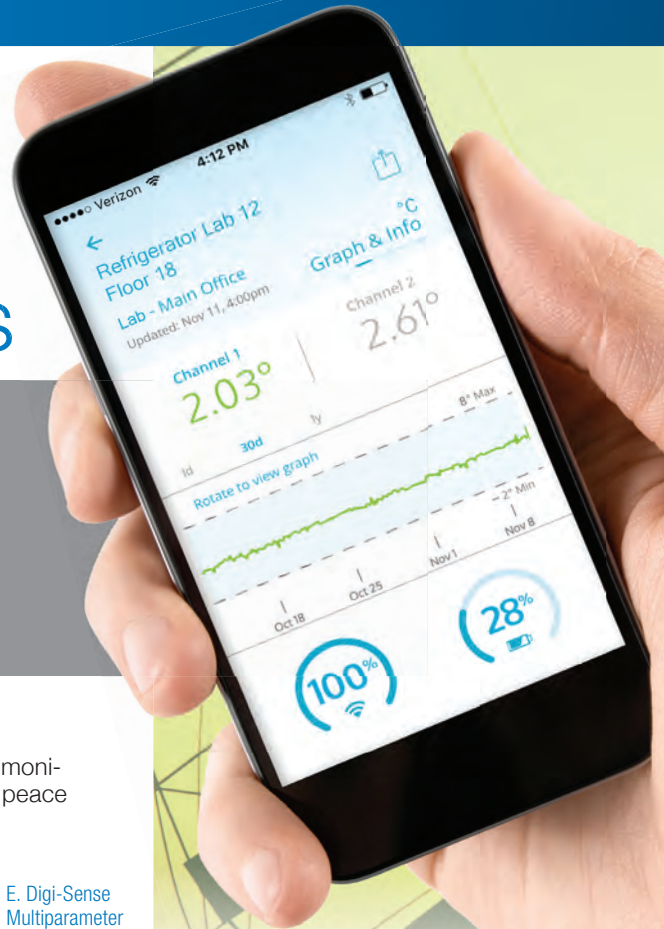 Verizon
4:12 PM
Refrigerator Lab 12
Floor 18
Lab - Main Office
Updated: Nov 11, 4:00pm
°C
Graph & Info
Channel 1
2.03°
Channel 2
2.61°
1d 30d 1y
8° Max
Rotate to view graph
2° Min
Oct 18 Oct 25 Nov 1 Nov 8
100%
28%
S
moni-
peace
E. Digi-Sense
Multiparameter